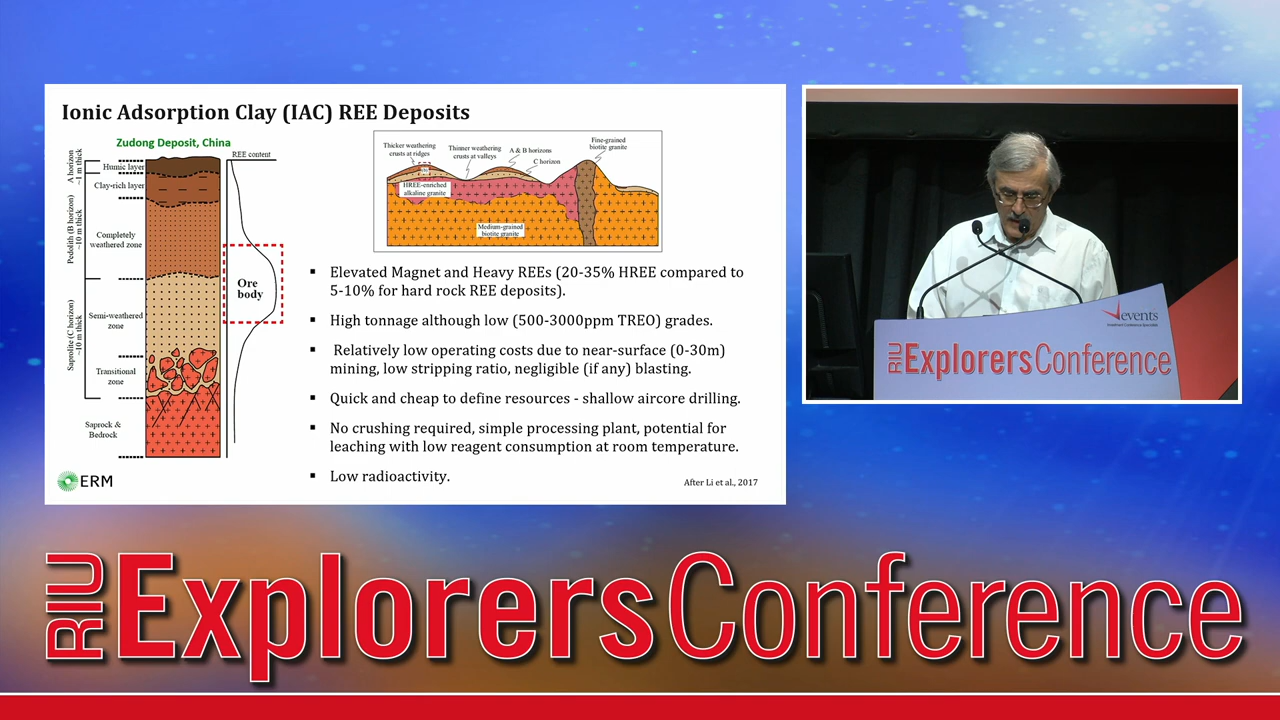 Ionic Adsorption Clay (IAC) REE Deposits
Zudong Deposit, China
REE content
A horizon
~1 m thick
Humic layer
Clay-rich layer
Pedolith (B horizon)
~10 m thick
Completely
weathered zone
Ore
body
Saprolite (C horizon)
~10 m thick
Semi-weathered
zone
Transitional
zone
Saprock &
Bedrock
ERM
Thicker weathering
crusts at ridges
Thinner weathering
crusts at valleys
A & B horizons
C horizon
Fine-grained
biotite granite
HREE-enriched
alkaline granite
Medium-grained
biotite granite
▪ Elevated Magnet and Heavy REEs (20-35% HREE compared to
5-10% for hard rock REE deposits).
▪ High tonnage although low (500-3000ppm TREO) grades.
▪ Relatively low operating costs due to near-surface (0-30m)
mining, low stripping ratio, negligible (if any) blasting.
▪ Quick and cheap to define resources - shallow aircore drilling.
▪ No crushing required, simple processing plant, potential for
leaching with low reagent consumption at room temperature.
▪ Low radioactivity.
After Li et al., 2017
events
RIU ExplorersConference
RIU ExplorersConference